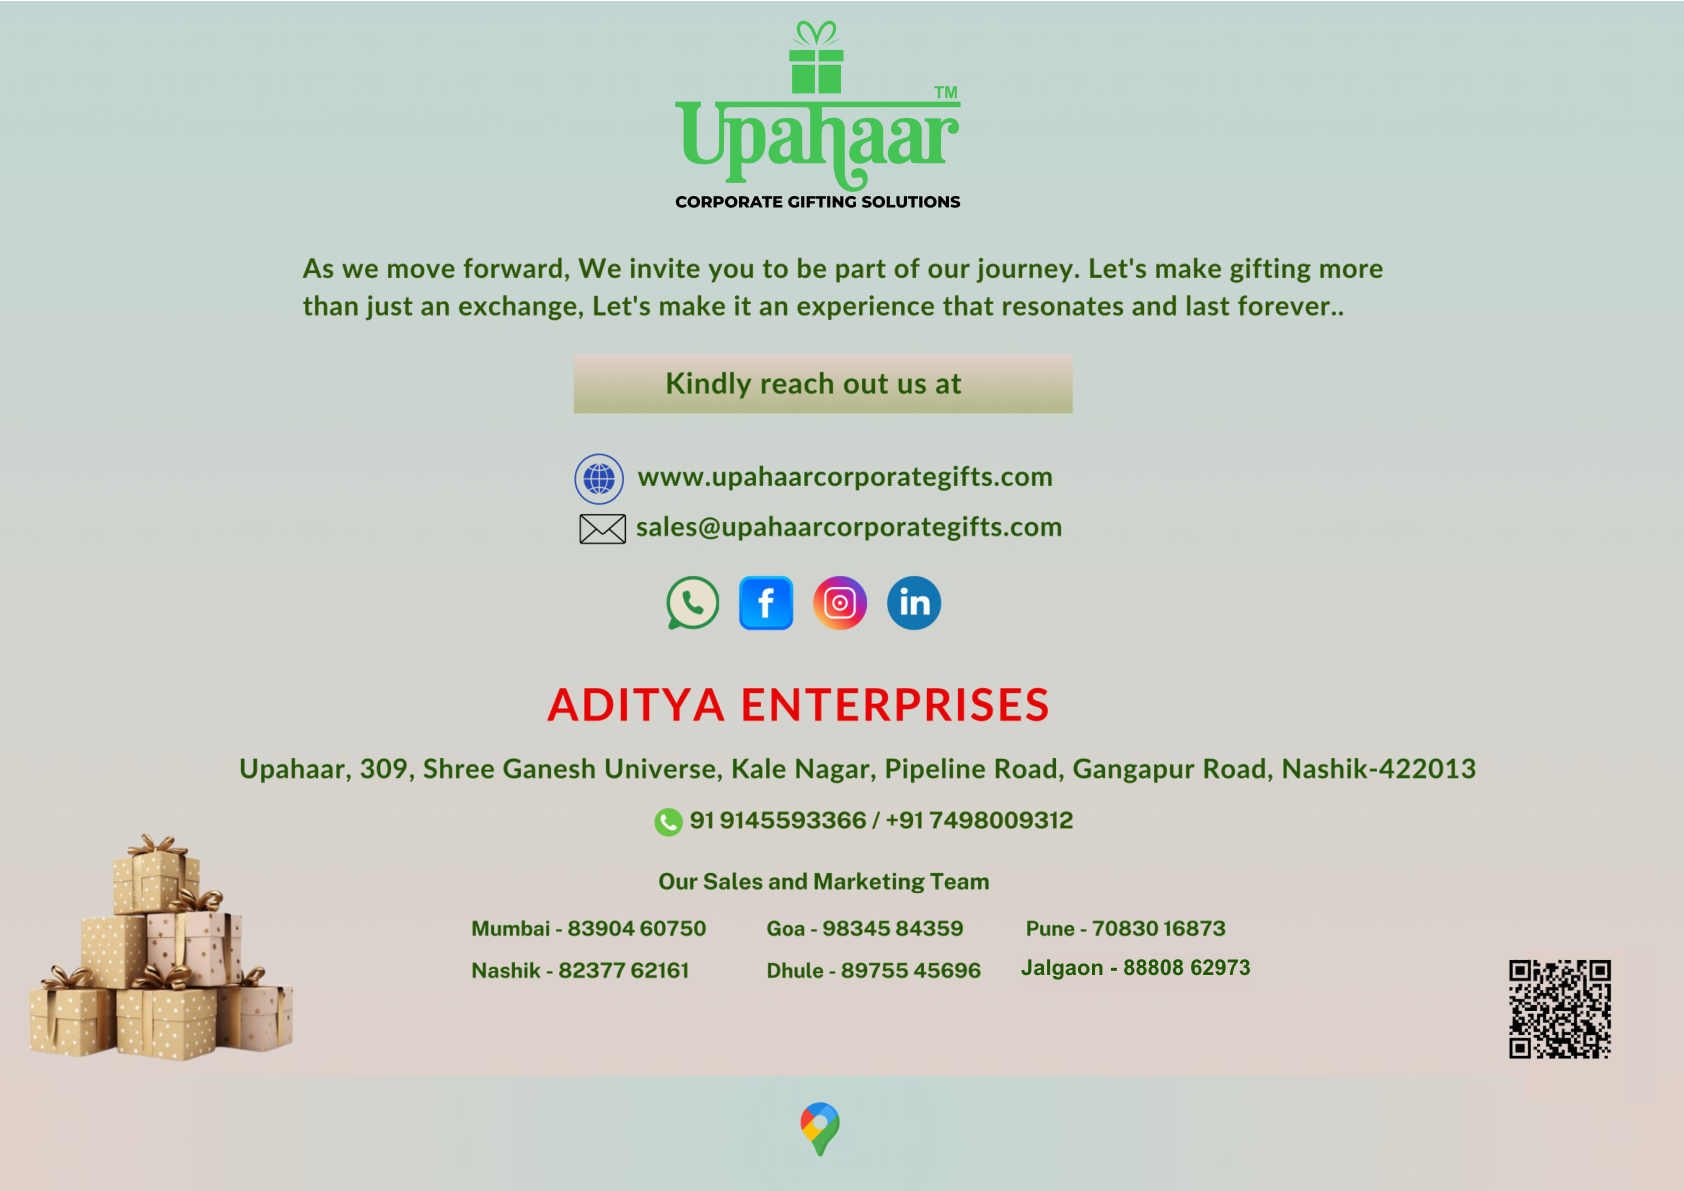 TM
Upahaar
CORPORATE GIFTING SOLUTIONS
As we move forward, We invite you to be part of our journey. Let's make gifting more
than just an exchange, Let's make it an experience that resonates and last forever..
Kindly reach out us at
www.upahaarcorporategifts.com
sales@upahaarcorporategifts.com
f
in
ADITYA ENTERPRISES
Upahaar, 309, Shree Ganesh Universe, Kale Nagar, Pipeline Road, Gangapur Road, Nashik-422013
91 9145593366 / +91 7498009312
Our Sales and Marketing Team
Mumbai - 83904 60750 Goa - 98345 84359 Pune - 70830 16873
Nashik - 82377 62161 Dhule - 89755 45696 Jalgaon - 88808 62973